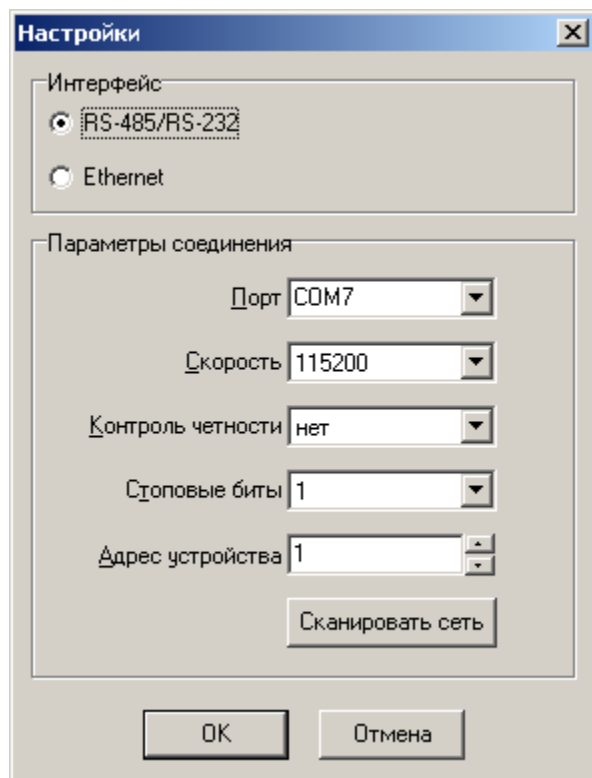 Настройки
Интерфейс
RS-485/RS-232
Ethernet
Параметры соединения
Порт COM7
Скорость 115200
Контроль четности нет
Стоповые биты 1
Адрес устройства 1
Сканировать сеть
OK Отмена